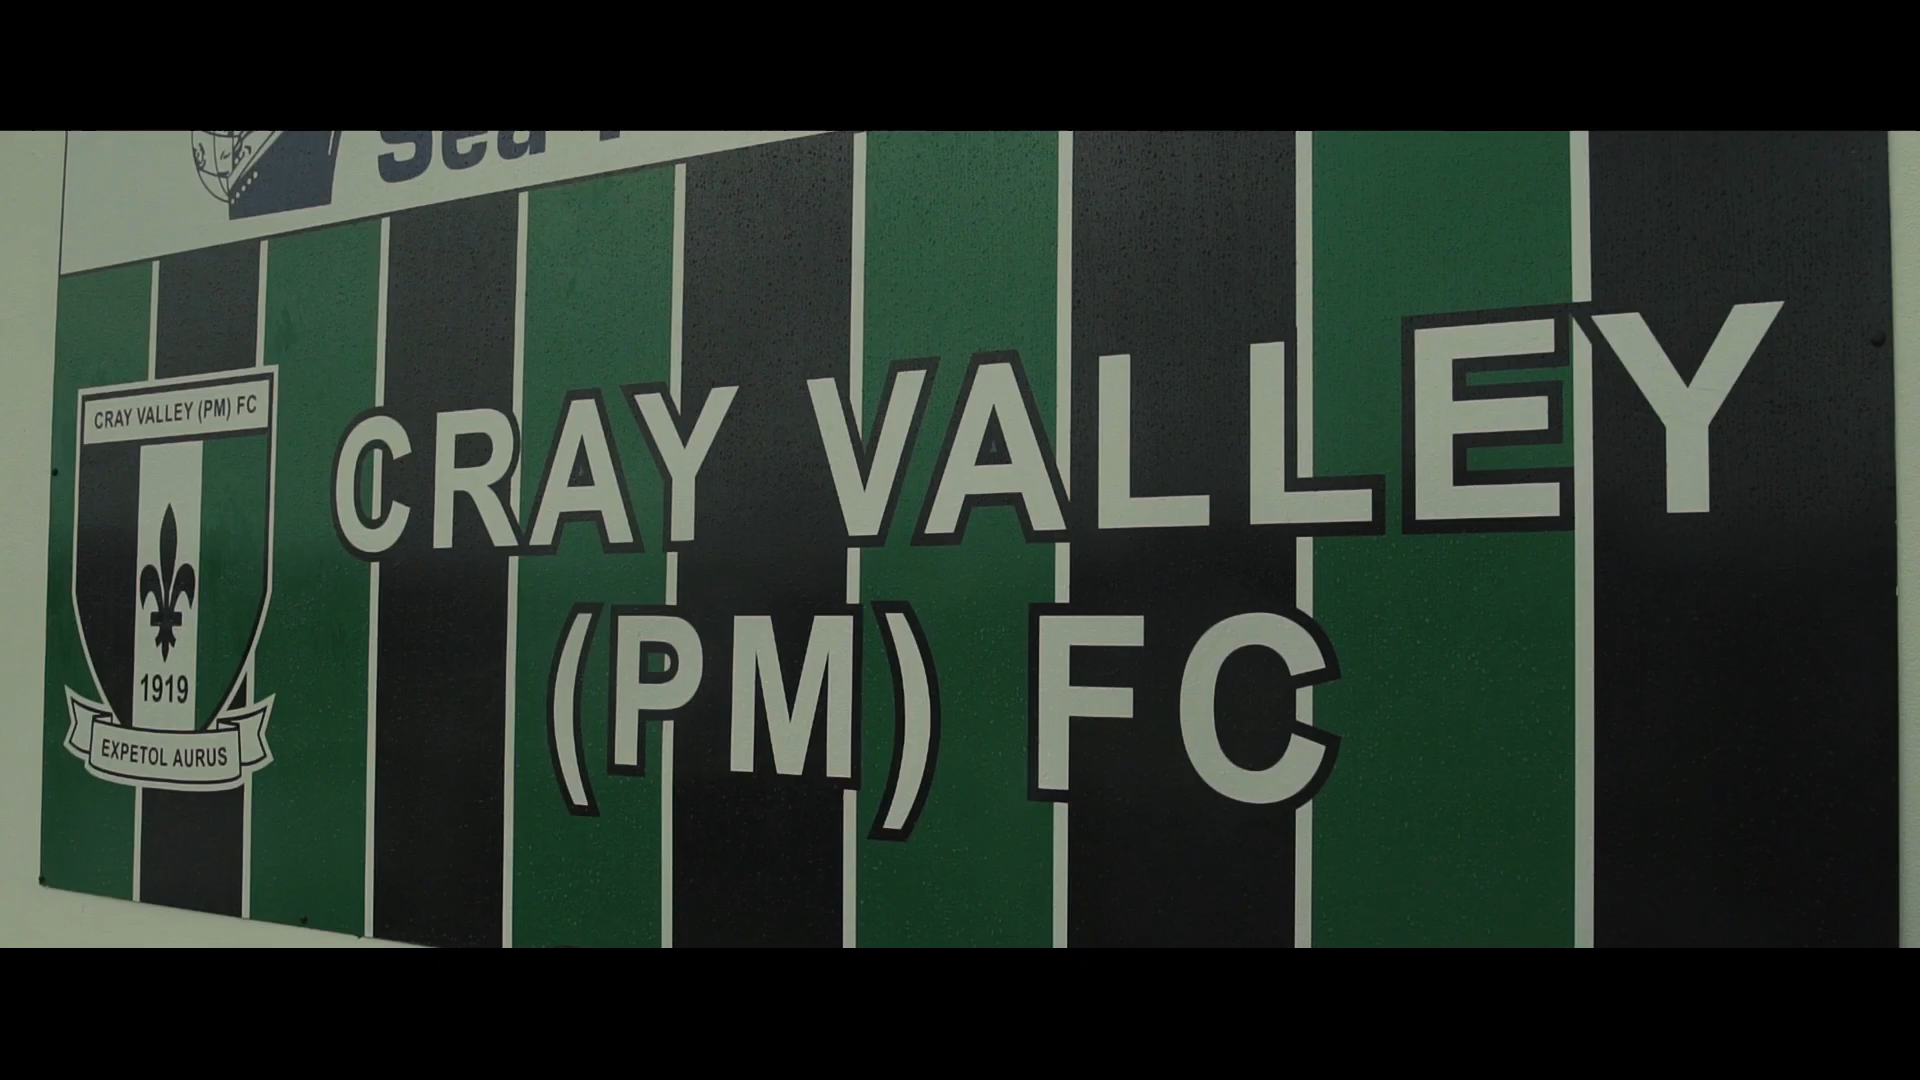 CRAY VALLEY (PM) FC
1919
EXPETOL AURUS
CRAY VALLEY
(PM) FC